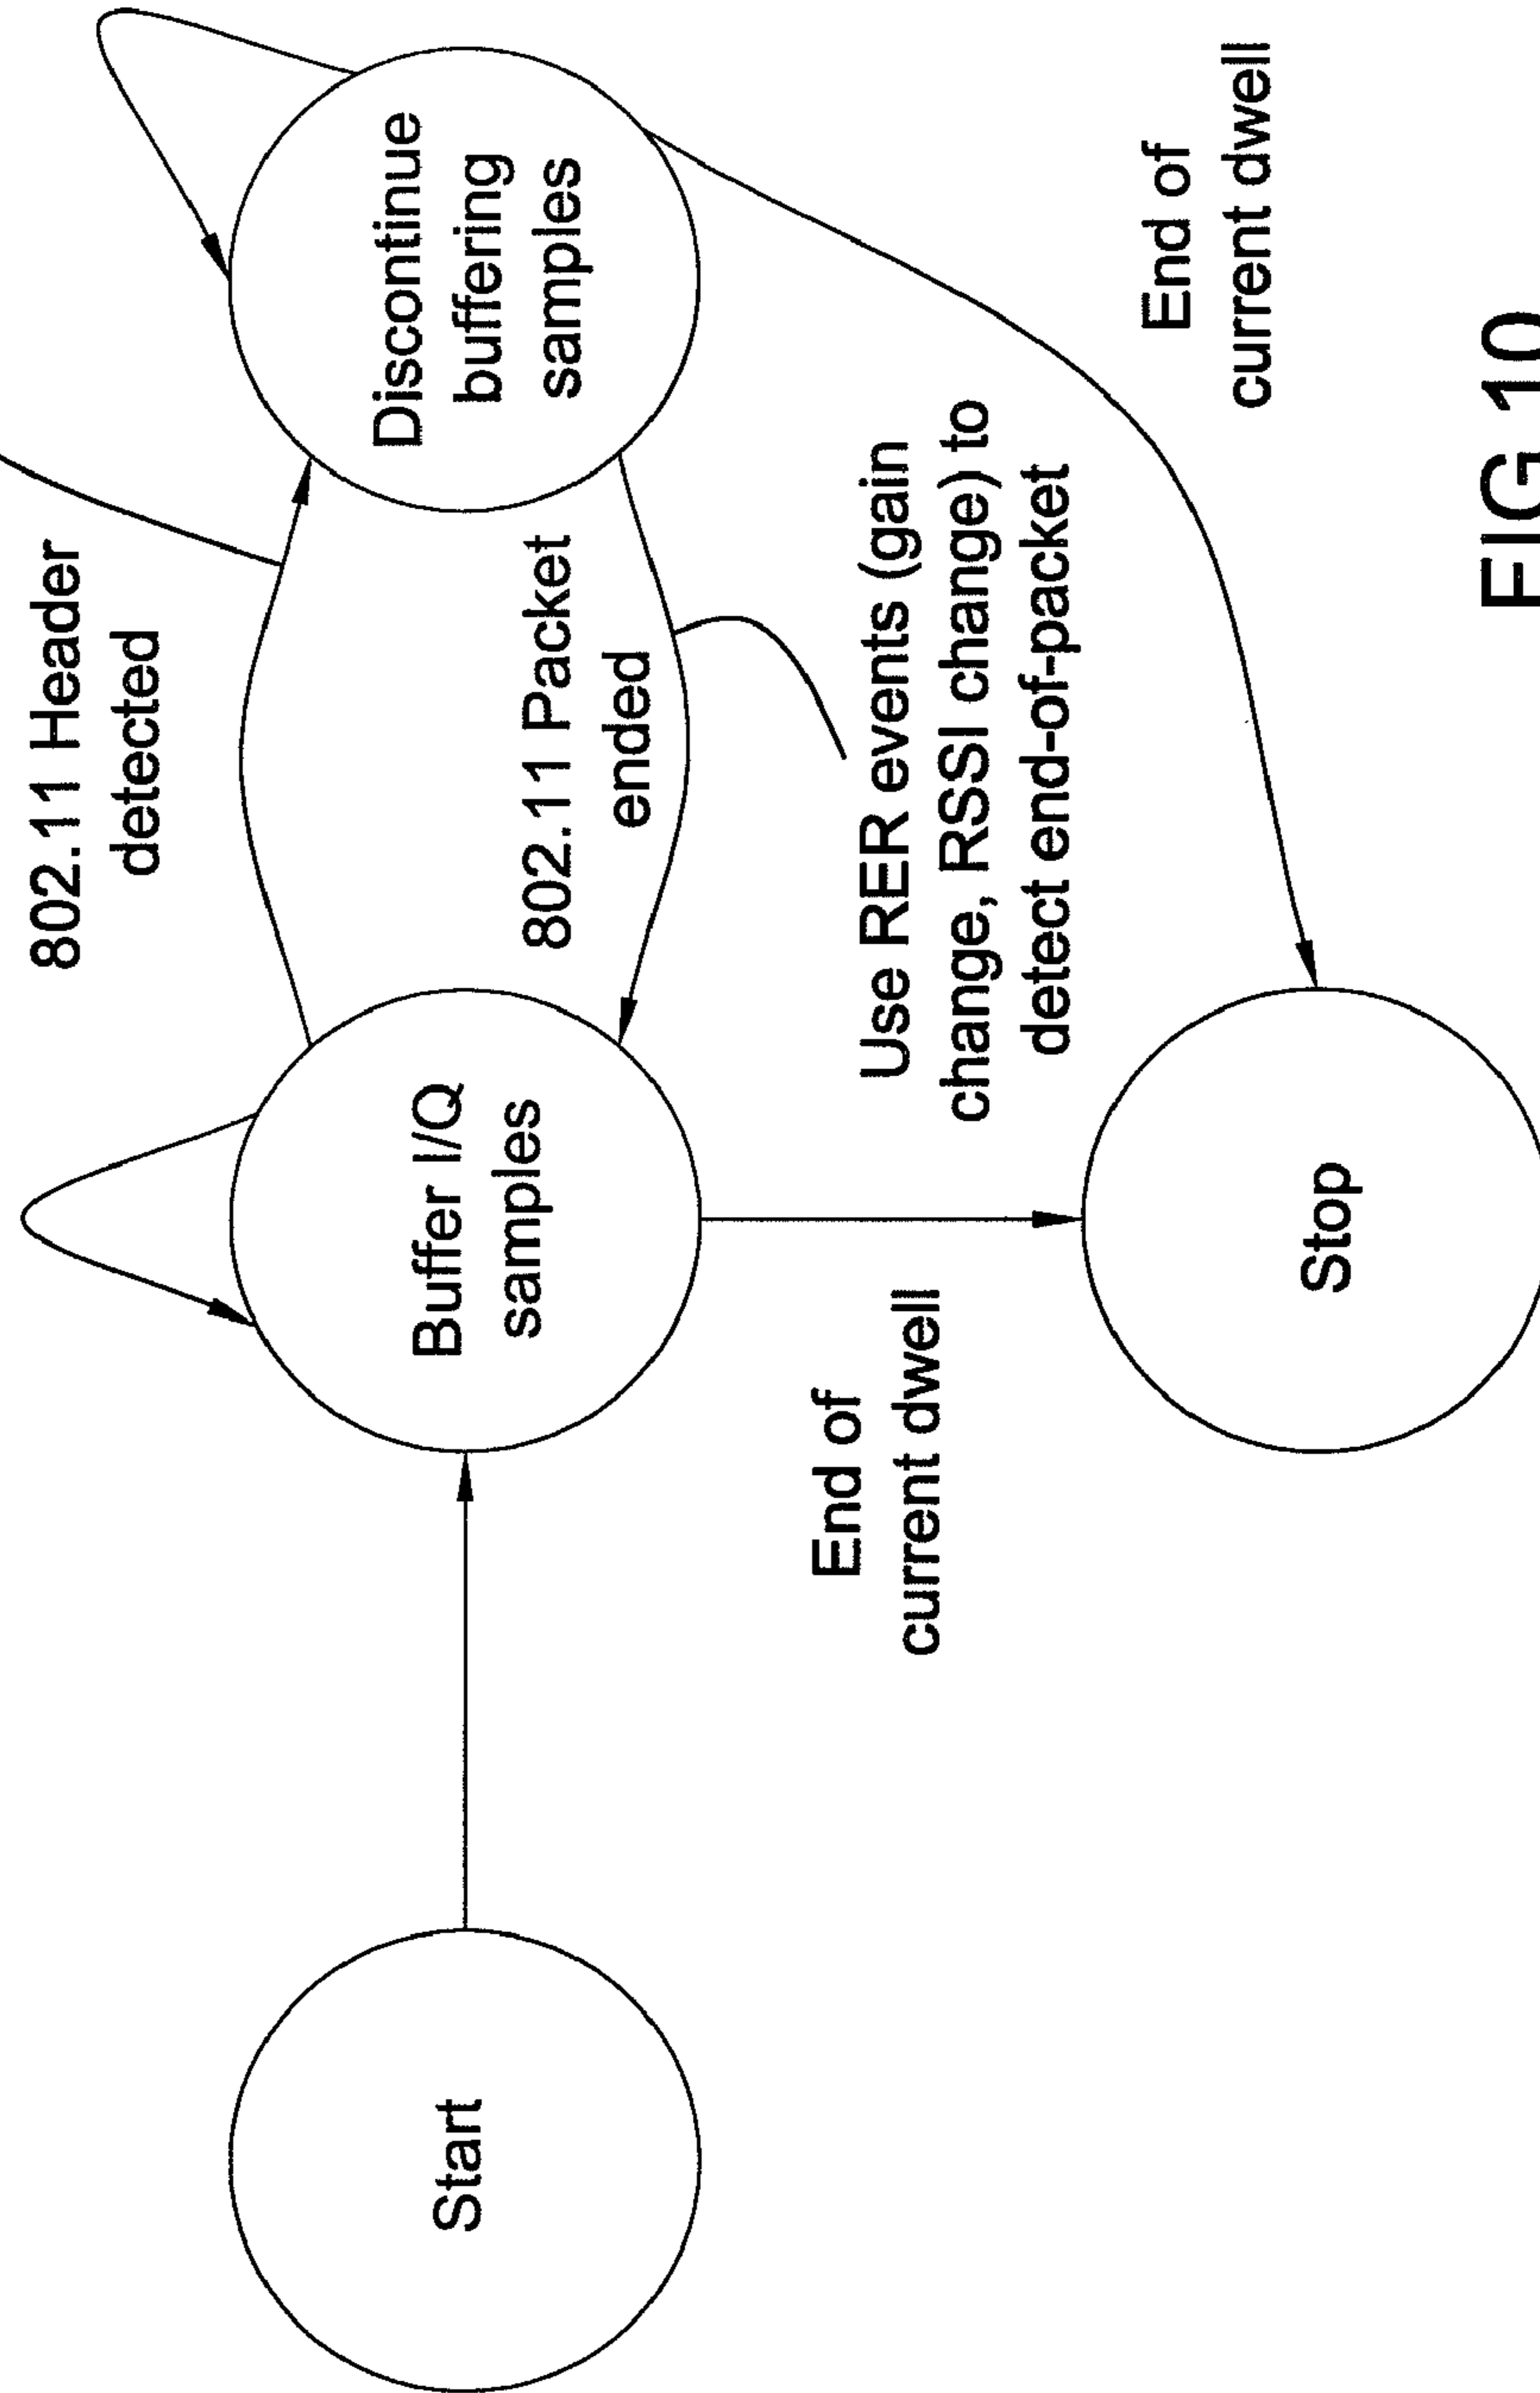 802.11 Header
detected
Start
Buffer I/Q
samples
Discontinue
buffering
samples
802.11 Packet
ended
Use RER events (gain
change, RSSI change) to
detect end-of-packet
End of
current dwell
End of
current dwell
Stop
FIG 10